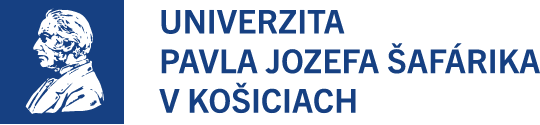 UNIVERZITA
PAVLA JOZEFA ŠAFÁRIKA
V KOŠICIACH